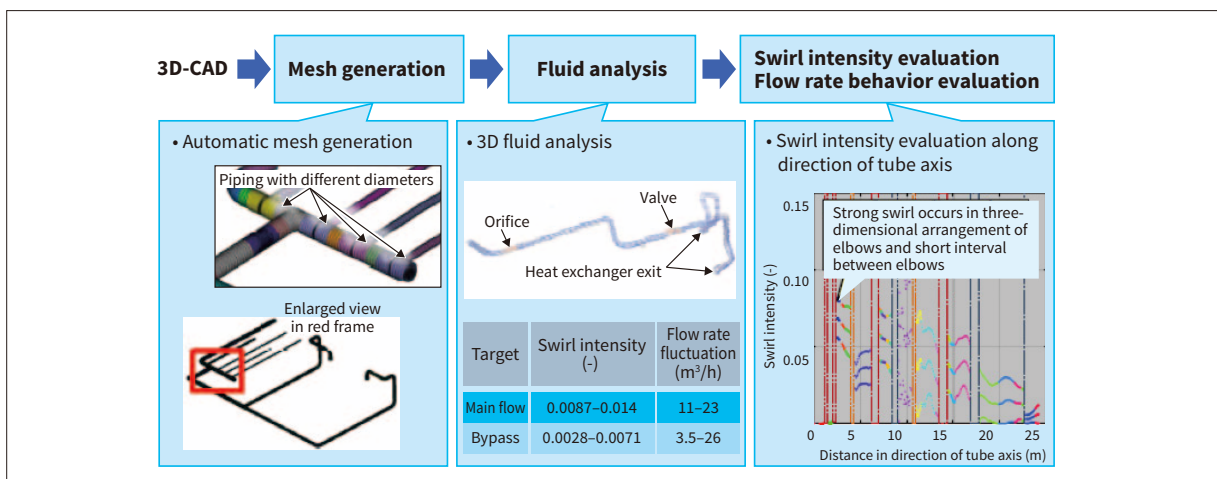 3D-CAD
Mesh generation
Fluid analysis
Swirl intensity evaluation
Flow rate behavior evaluation
• Automatic mesh generation
Piping with different diameters
Enlarged view
in red frame
• 3D fluid analysis
Orifice
Valve
Heat exchanger exit
Target
Swirl intensity
(-)
Flow rate
fluctuation
(m³/h)
Main flow
0.0087–0.014
11–23
Bypass
0.0028–0.0071
3.5–26
• Swirl intensity evaluation along
direction of tube axis
Strong swirl occurs in three-
dimensional arrangement of
elbows and short interval
between elbows
Swirl intensity (-)
0.15
0.10
0.05
0
5
10
15
20
25
Distance in direction of tube axis (m)